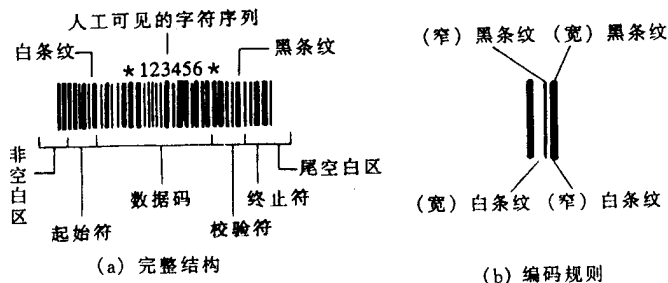 人工可见的字符序列
白条纹
黑条纹
*123456*
非空白区
起始符
数据码
校验符
终止符
尾空白区
(a) 完整结构
(窄) 黑条纹 (宽) 黑条纹
(宽) 白条纹 (窄) 白条纹
(b) 编码规则